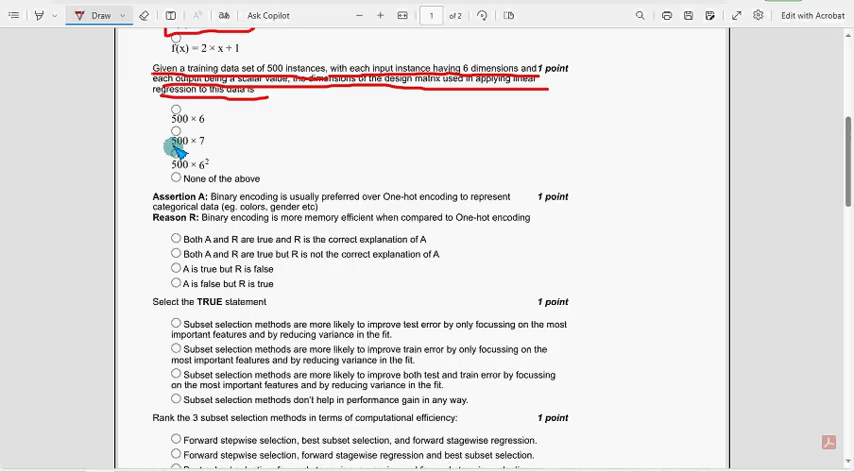 Draw
Ask Copilot
1
of 2
Edit with Acrobat
f(x) = 2 × x + 1
Given a training data set of 500 instances, with each input instance having 6 dimensions and 1 point
each output being a scalar value, the dimensions of the design matrix used in applying linear
regression to this data is
500 × 6
500 × 7
500 × 6²
None of the above
Assertion A: Binary encoding is usually preferred over One-hot encoding to represent 1 point
categorical data (eg. colors, gender etc)
Reason R: Binary encoding is more memory efficient when compared to One-hot encoding
Both A and R are true and R is the correct explanation of A
Both A and R are true but R is not the correct explanation of A
A is true but R is false
A is false but R is true
Select the TRUE statement 1 point
Subset selection methods are more likely to improve test error by only focussing on the most
important features and by reducing variance in the fit.
Subset selection methods are more likely to improve train error by only focussing on the
most important features and by reducing variance in the fit.
Subset selection methods are more likely to improve both test and train error by focussing
on the most important features and by reducing variance in the fit.
Subset selection methods don't help in performance gain in any way.
Rank the 3 subset selection methods in terms of computational efficiency: 1 point
Forward stepwise selection, best subset selection, and forward stagewise regression.
Forward stepwise selection, forward stagewise regression and best subset selection.